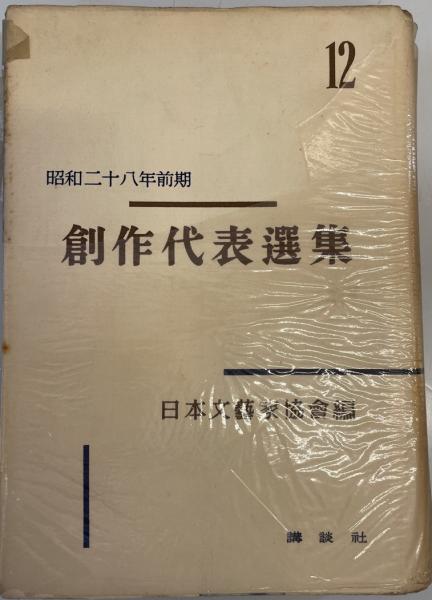 12
昭和二十八年前期
創作代表選集
日本文藝家協會編
講談社